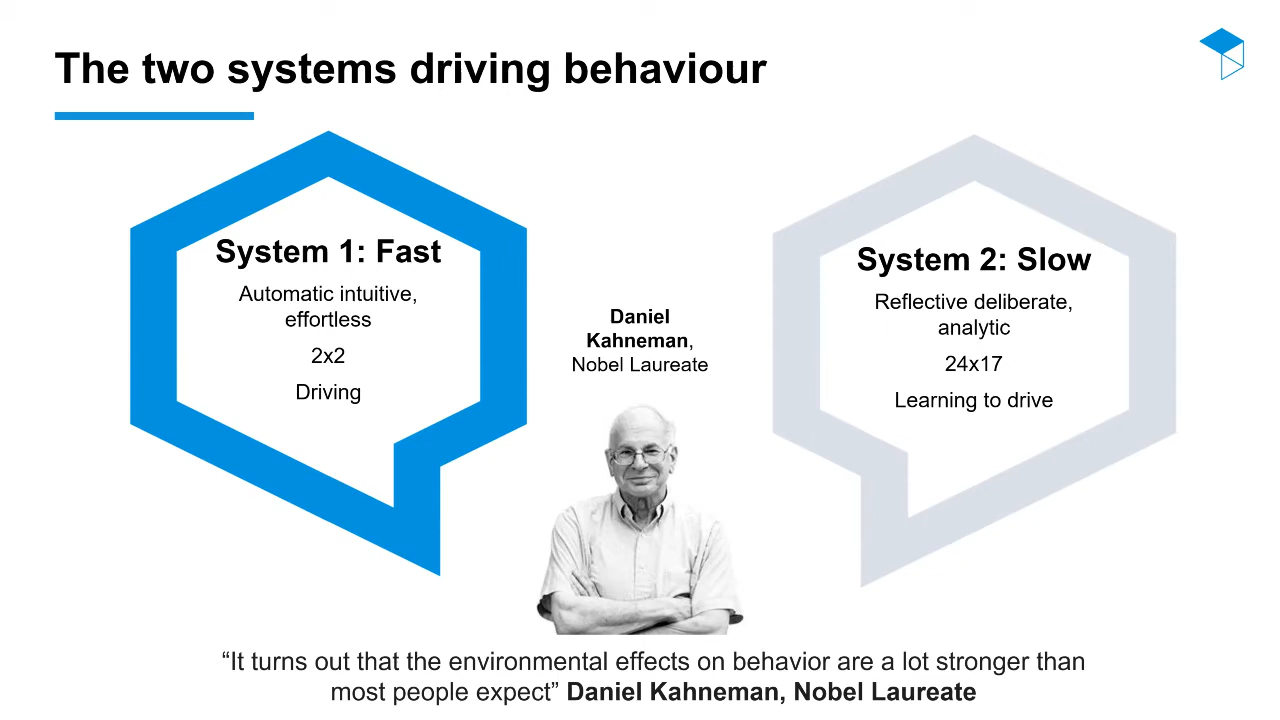 The two systems driving behaviour
System 1: Fast
Automatic intuitive,
effortless
2x2
Driving
Daniel
Kahneman,
Nobel Laureate
System 2: Slow
Reflective deliberate,
analytic
24x17
Learning to drive
“It turns out that the environmental effects on behavior are a lot stronger than
most people expect” Daniel Kahneman, Nobel Laureate